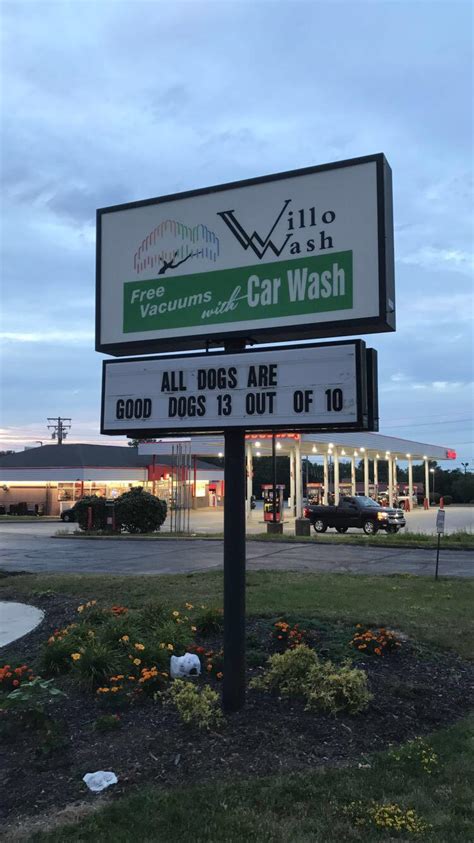 Willo
Wash
Free
Vacuums with Car Wash
ALL DOGS ARE
GOOD DOGS 13 OUT OF 10